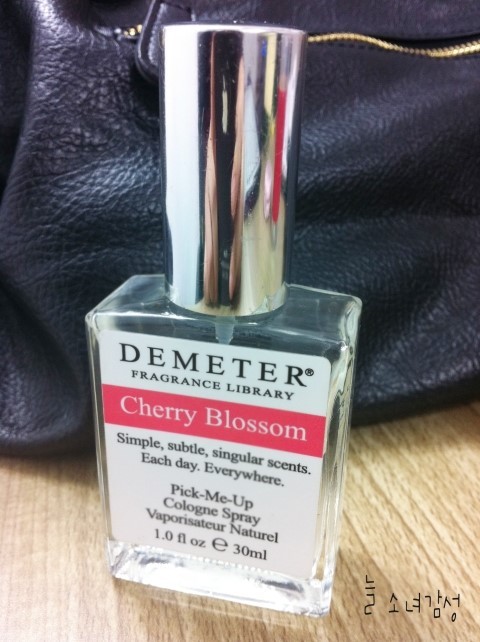 DEMETER®
FRAGRANCE LIBRARY
Cherry Blossom
Simple, subtle, singular scents.
Each day. Everywhere.
Pick-Me-Up
Cologne Spray
Vaporisateur Naturel
1.0 fl oz ℮ 30ml
늘 소녀감성